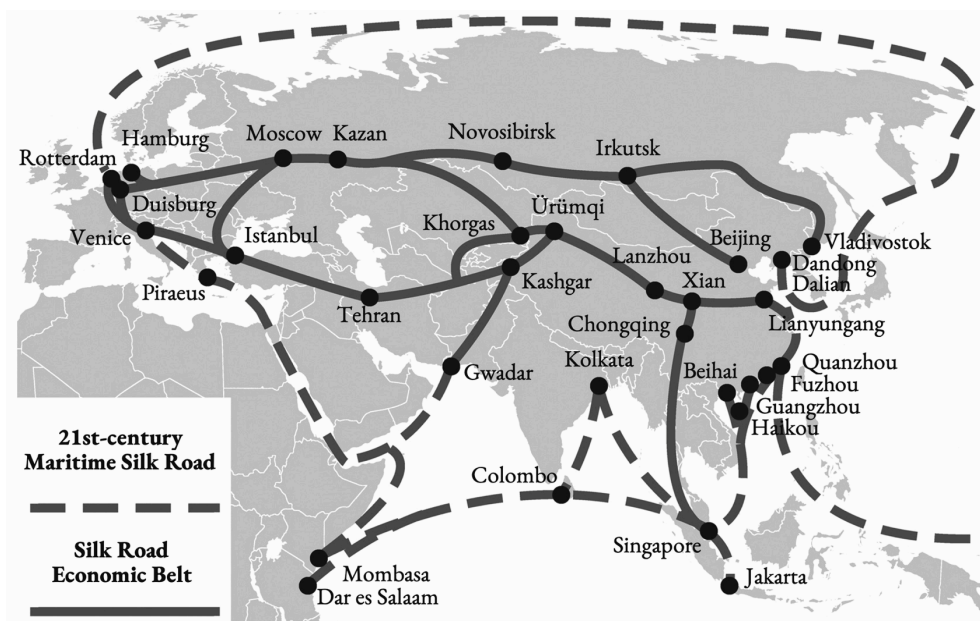 Hamburg
Moscow
Kazan
Novosibirsk
Irkutsk
Rotterdam
Duisburg
Venice
Istanbul
Piraeus
Tehran
Khorgas
Ürümqi
Kashgar
Lanzhou
Beijing
Vladivostok
Dandong
Dalian
Xian
Lianyungang
Chongqing
Kolkata
Gwadar
Beihai
Quanzhou
Fuzhou
Guangzhou
Haikou
Colombo
Singapore
Jakarta
Mombasa
Dar es Salaam
21st-century
Maritime Silk Road
Silk Road
Economic Belt